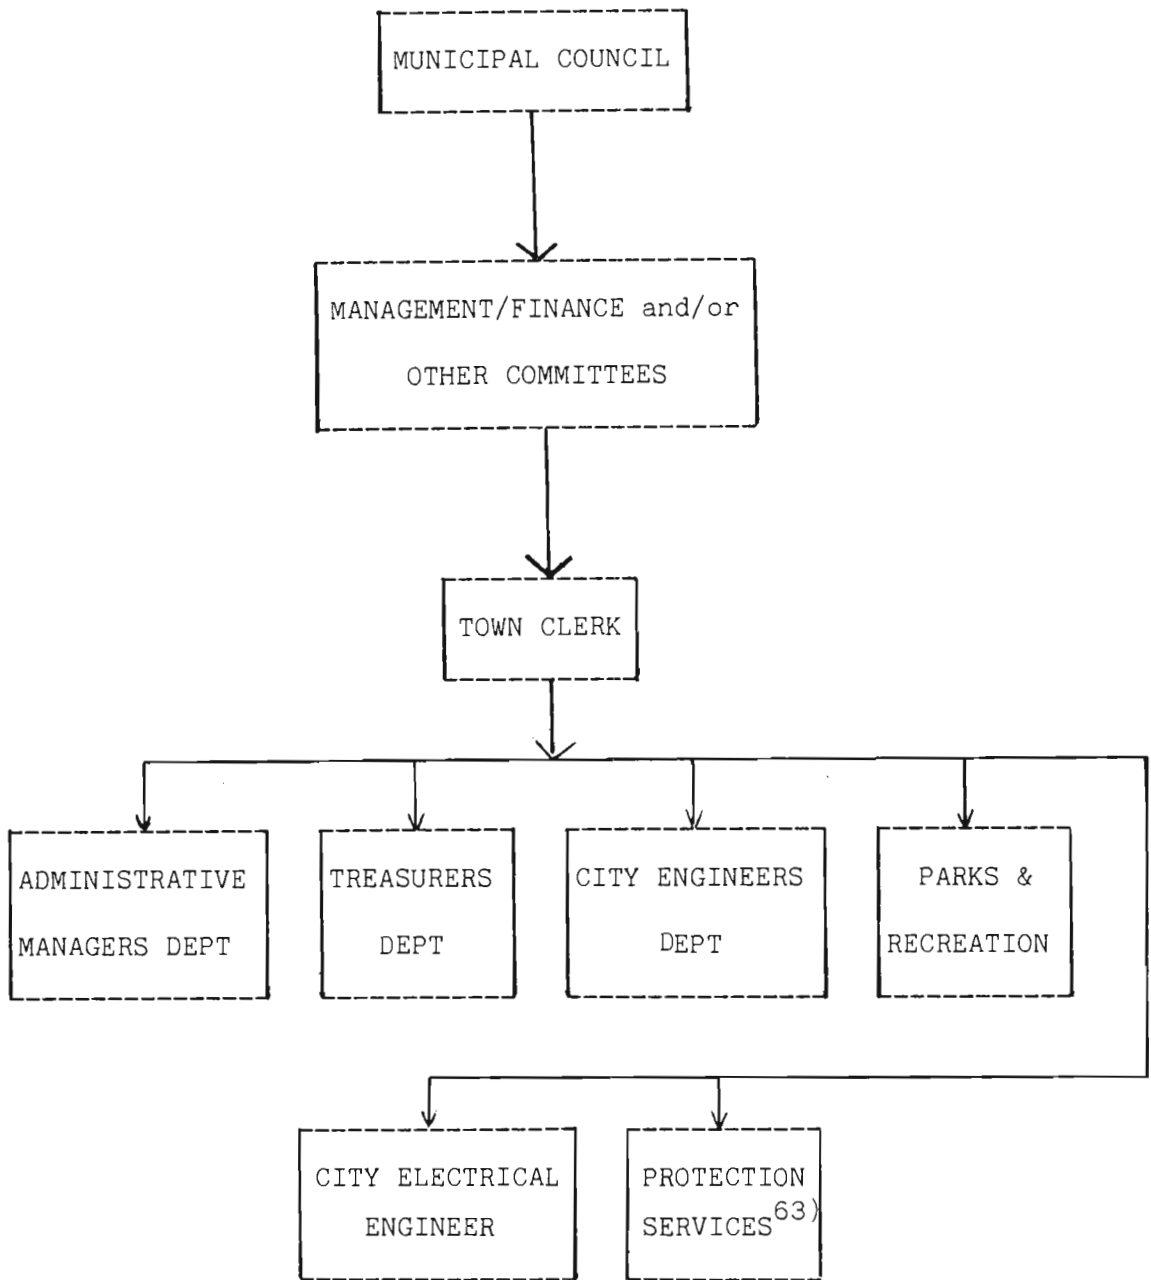 MUNICIPAL COUNCIL
MANAGEMENT/FINANCE and/or
OTHER COMMITTEES
TOWN CLERK
ADMINISTRATIVE
MANAGERS DEPT
TREASURERS
DEPT
CITY ENGINEERS
DEPT
PARKS &
RECREATION
CITY ELECTRICAL
ENGINEER
PROTECTION
SERVICES63)